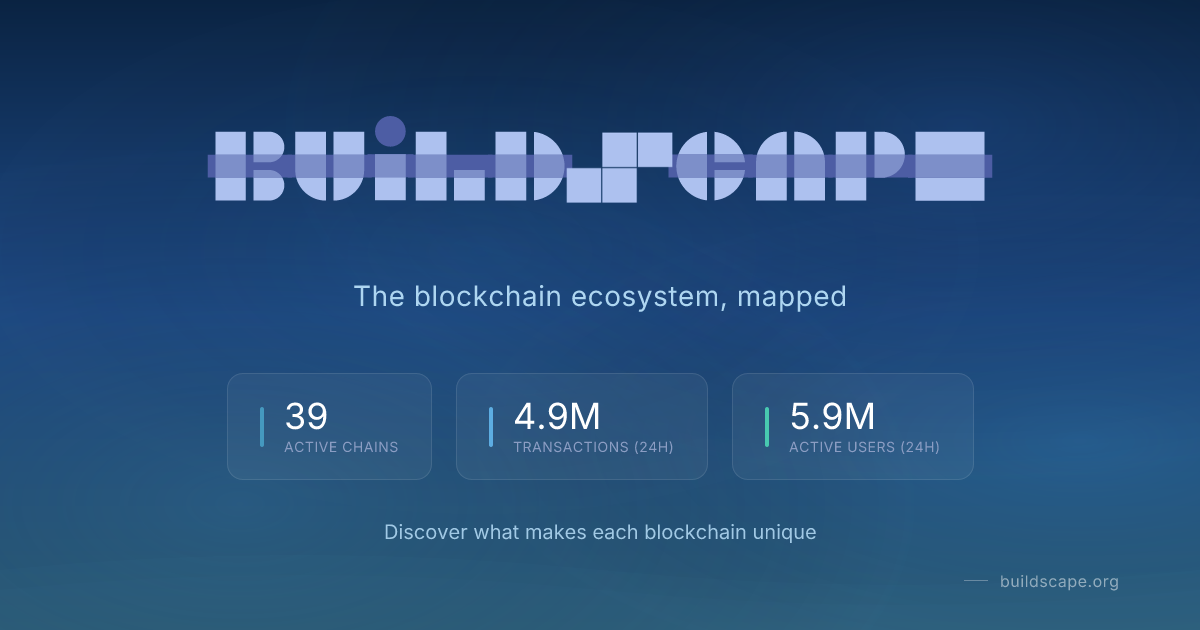 BUiLDSCAPE
The blockchain ecosystem, mapped
39
ACTIVE CHAINS
4.9M
TRANSACTIONS (24H)
5.9M
ACTIVE USERS (24H)
Discover what makes each blockchain unique
buildscape.org